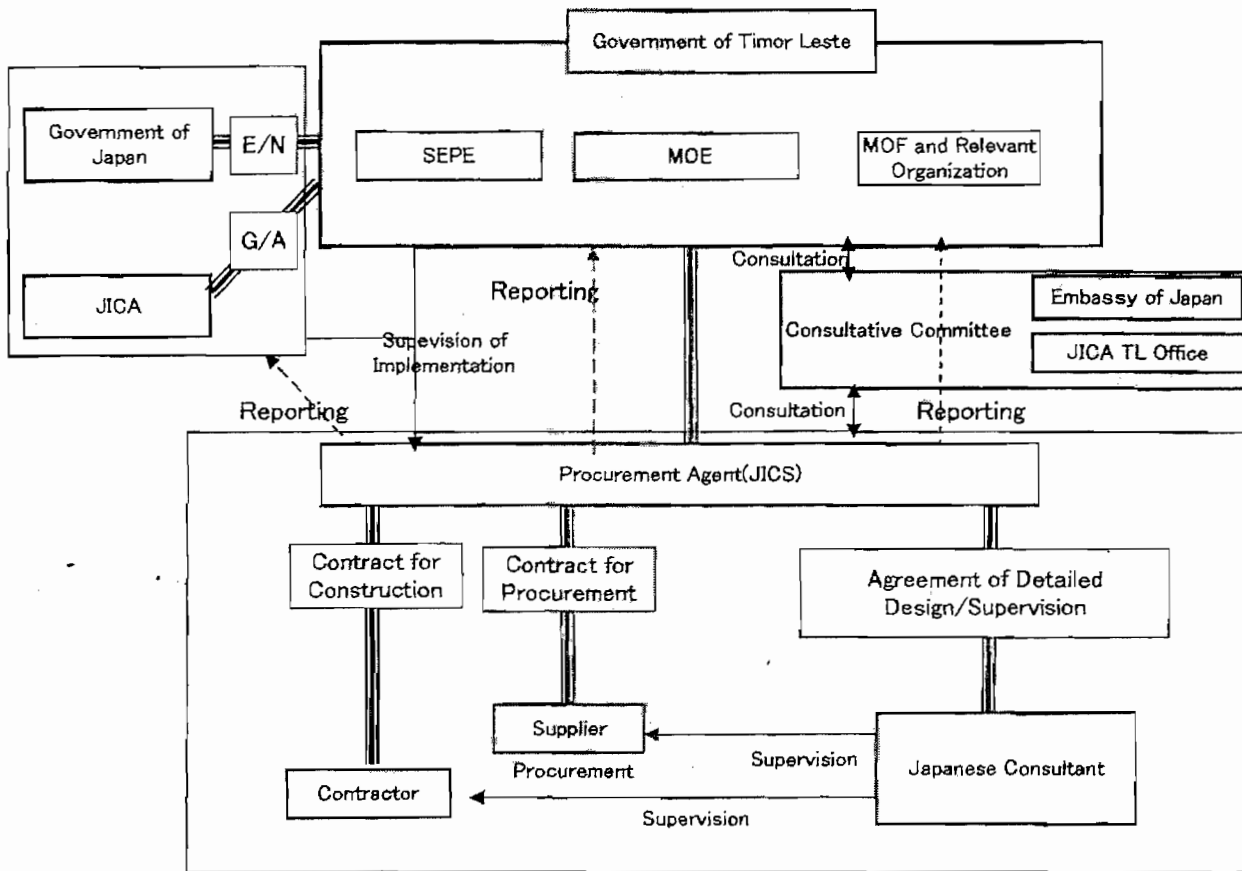 Government of Timor Leste
Government of
Japan
E/N
SEPE
MOE
MOF and Relevant
Organization
G/A
JICA
Consultation
Reporting
Embassy of Japan
Consultative Committee
JICA TL Office
Supevision of
Implementation
Reporting
Consultation
Reporting
Procurement Agent(JICS)
Contract for
Construction
Contract for
Procurement
Agreement of Detailed
Design/Supervision
Supplier
Procurement
Supervision
Japanese Consultant
Contractor
Supervision